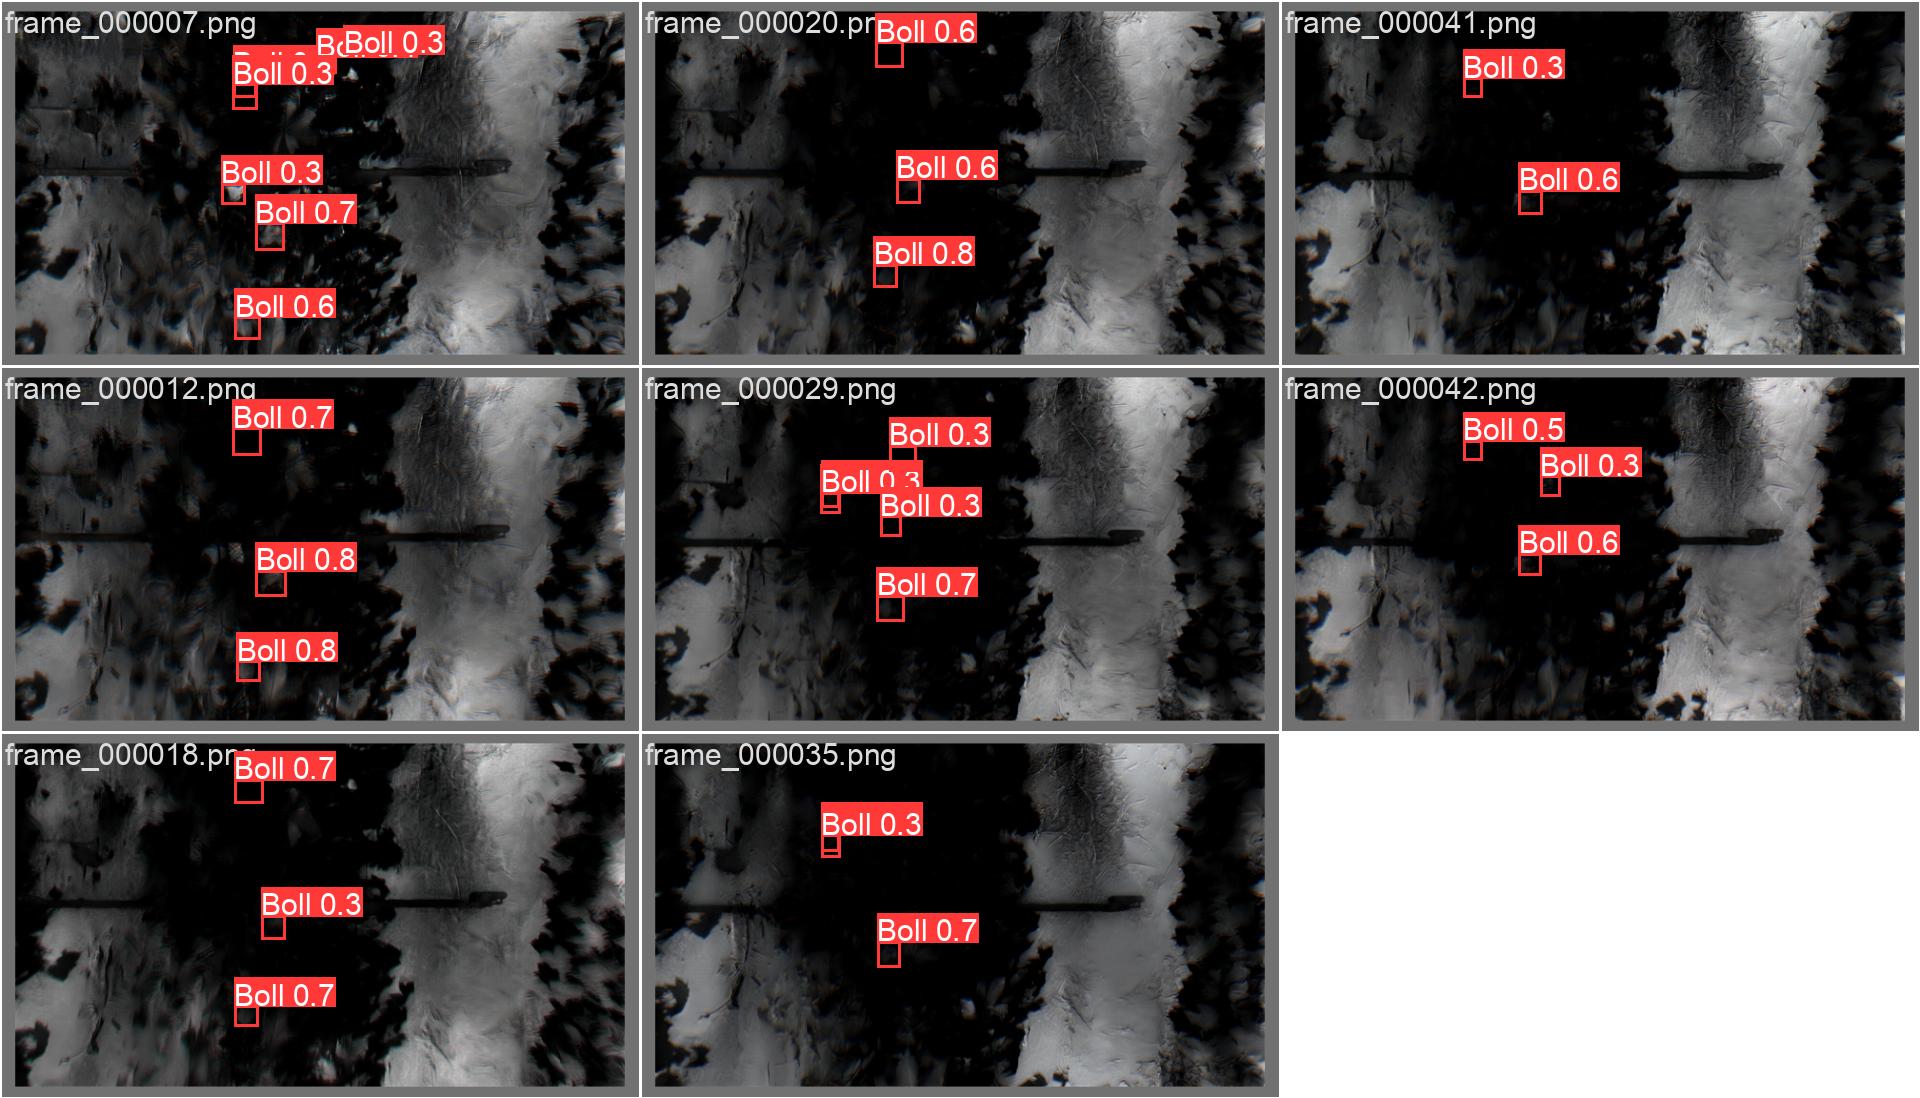 frame_000007.png
Boll 0.3
Boll 0.3
Boll 0.3
Boll 0.7
Boll 0.6
frame_000020.pr
Boll 0.6
Boll 0.6
Boll 0.8
frame_000041.png
Boll 0.3
Boll 0.6
frame_000012.png
Boll 0.7
Boll 0.8
Boll 0.8
frame_000029.png
Boll 0.3
Boll 0.3
Boll 0.3
Boll 0.7
frame_000042.png
Boll 0.5
Boll 0.3
Boll 0.6
frame_000018.png
Boll 0.7
Boll 0.3
Boll 0.7
frame_000035.png
Boll 0.3
Boll 0.7